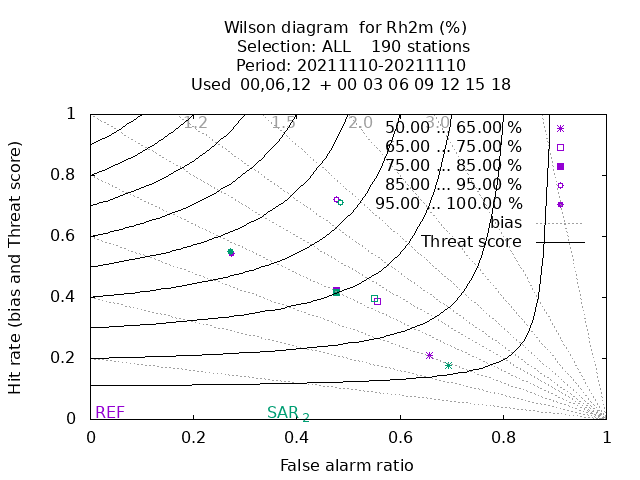 Wilson diagram  for Rh2m (%)
Selection: ALL    190 stations
Period: 20211110-20211110
Used  00,06,12  + 00 03 06 09 12 15 18
Hit rate (bias and Threat score)
1
0.8
0.6
0.4
0.2
0
1.2
1.5
2.0
3.0
50.00 ... 65.00 %
65.00 ... 75.00 %
75.00 ... 85.00 %
85.00 ... 95.00 %
95.00 ... 100.00 %
bias
Threat score
REF
SAR 2
0
0.2
0.4
0.6
0.8
1
False alarm ratio